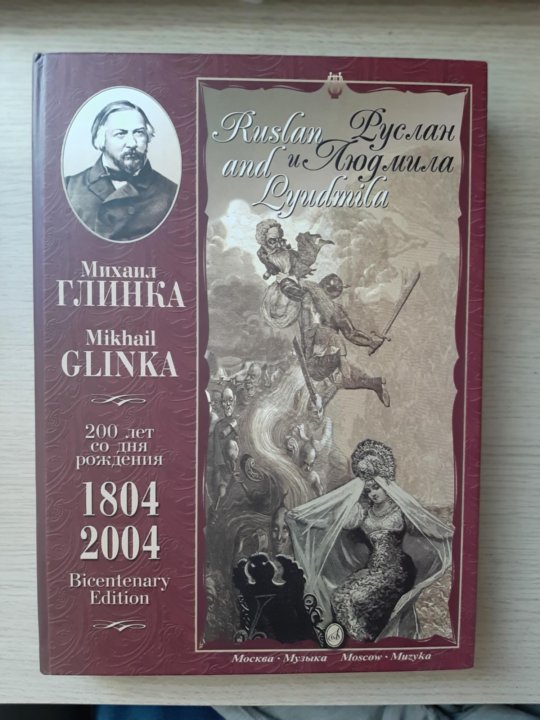 Михаил
ГЛИНКА
Mikhail
GLINKA
200 лет
со дня
рождения
1804
2004
Bicentenary
Edition
Ruslan
and
Lyudmila
Руслан
и Людмила
Москва · Музыка Moscow · Muzyka